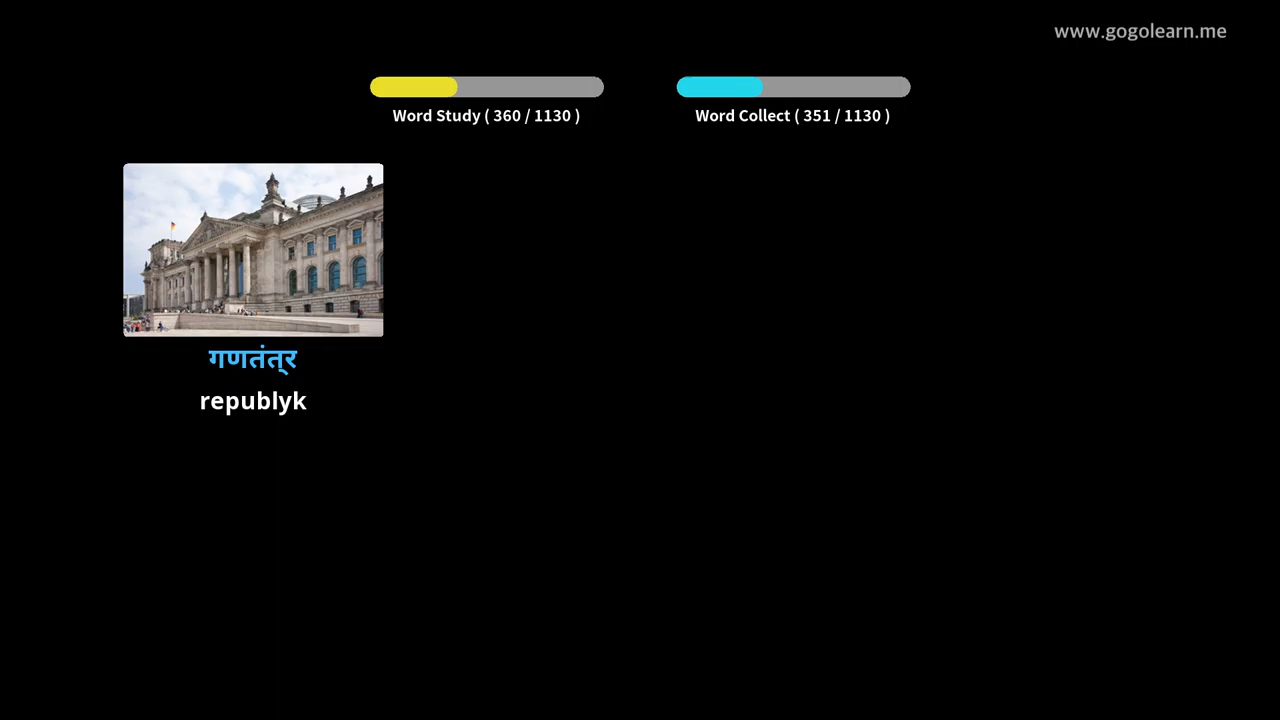 www.gogolearn.me
Word Study ( 360 / 1130 )
Word Collect ( 351 / 1130 )
गणतंत्र
republyk